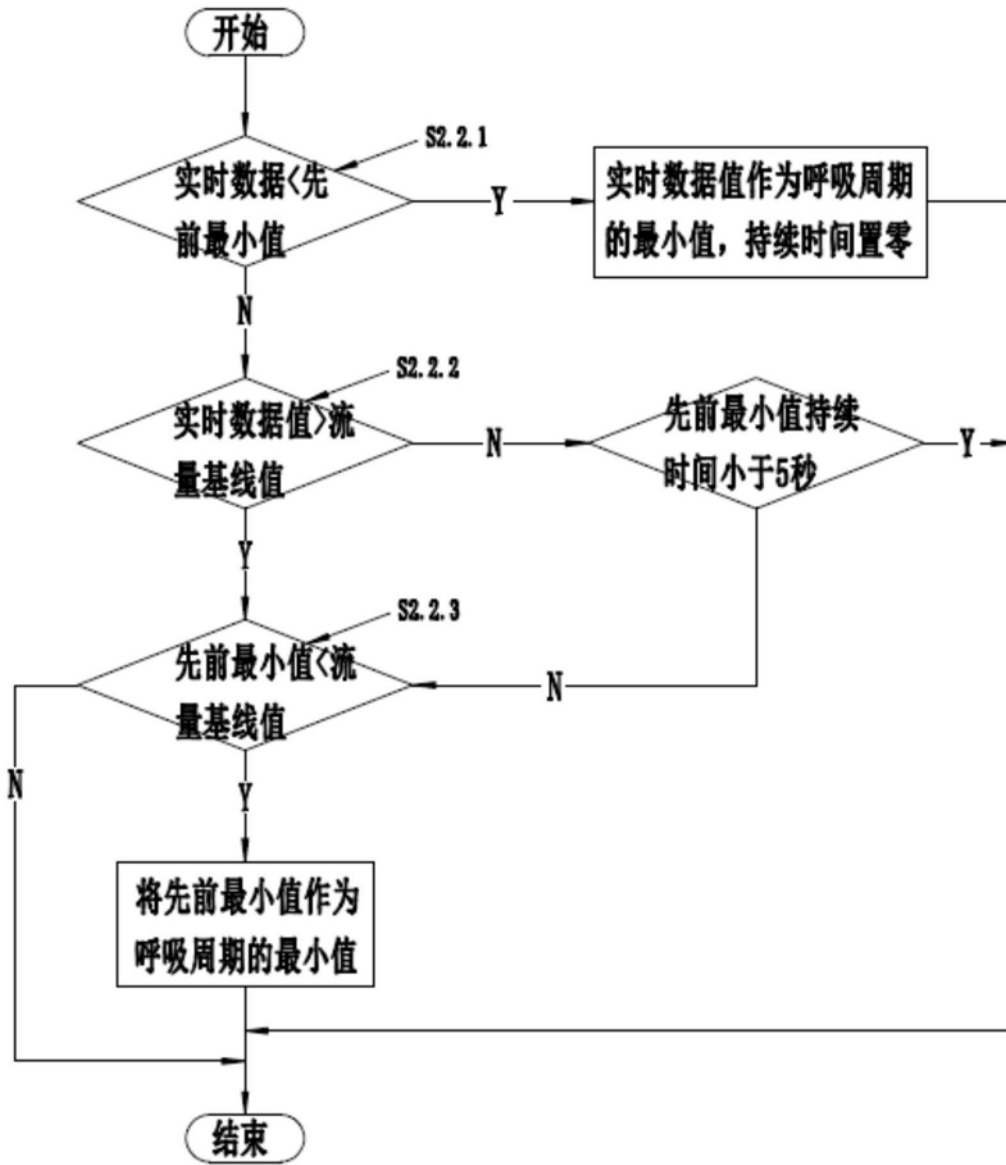 开始
S2.2.1
实时数据<先
前最小值
Y
实时数据值作为呼吸周期
的最小值，持续时间置零
N
S2.2.2
实时数据值>流
量基线值
N
先前最小值持续
时间小于5秒
Y
Y
S2.2.3
先前最小值<流
量基线值
N
N
Y
将先前最小值作为
呼吸周期的最小值
结束